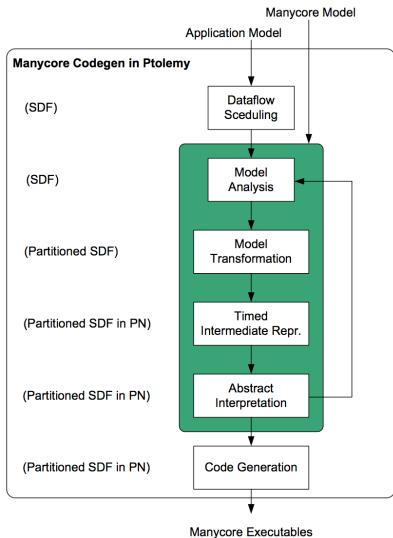 Manycore Model
Application Model
Manycore Codegen in Ptolemy
(SDF)
Dataflow
Sceduling
(SDF)
Model
Analysis
(Partitioned SDF)
Model
Transformation
(Partitioned SDF in PN)
Timed
Intermediate Repr.
(Partitioned SDF in PN)
Abstract
Interpretation
(Partitioned SDF in PN)
Code Generation
Manycore Executables